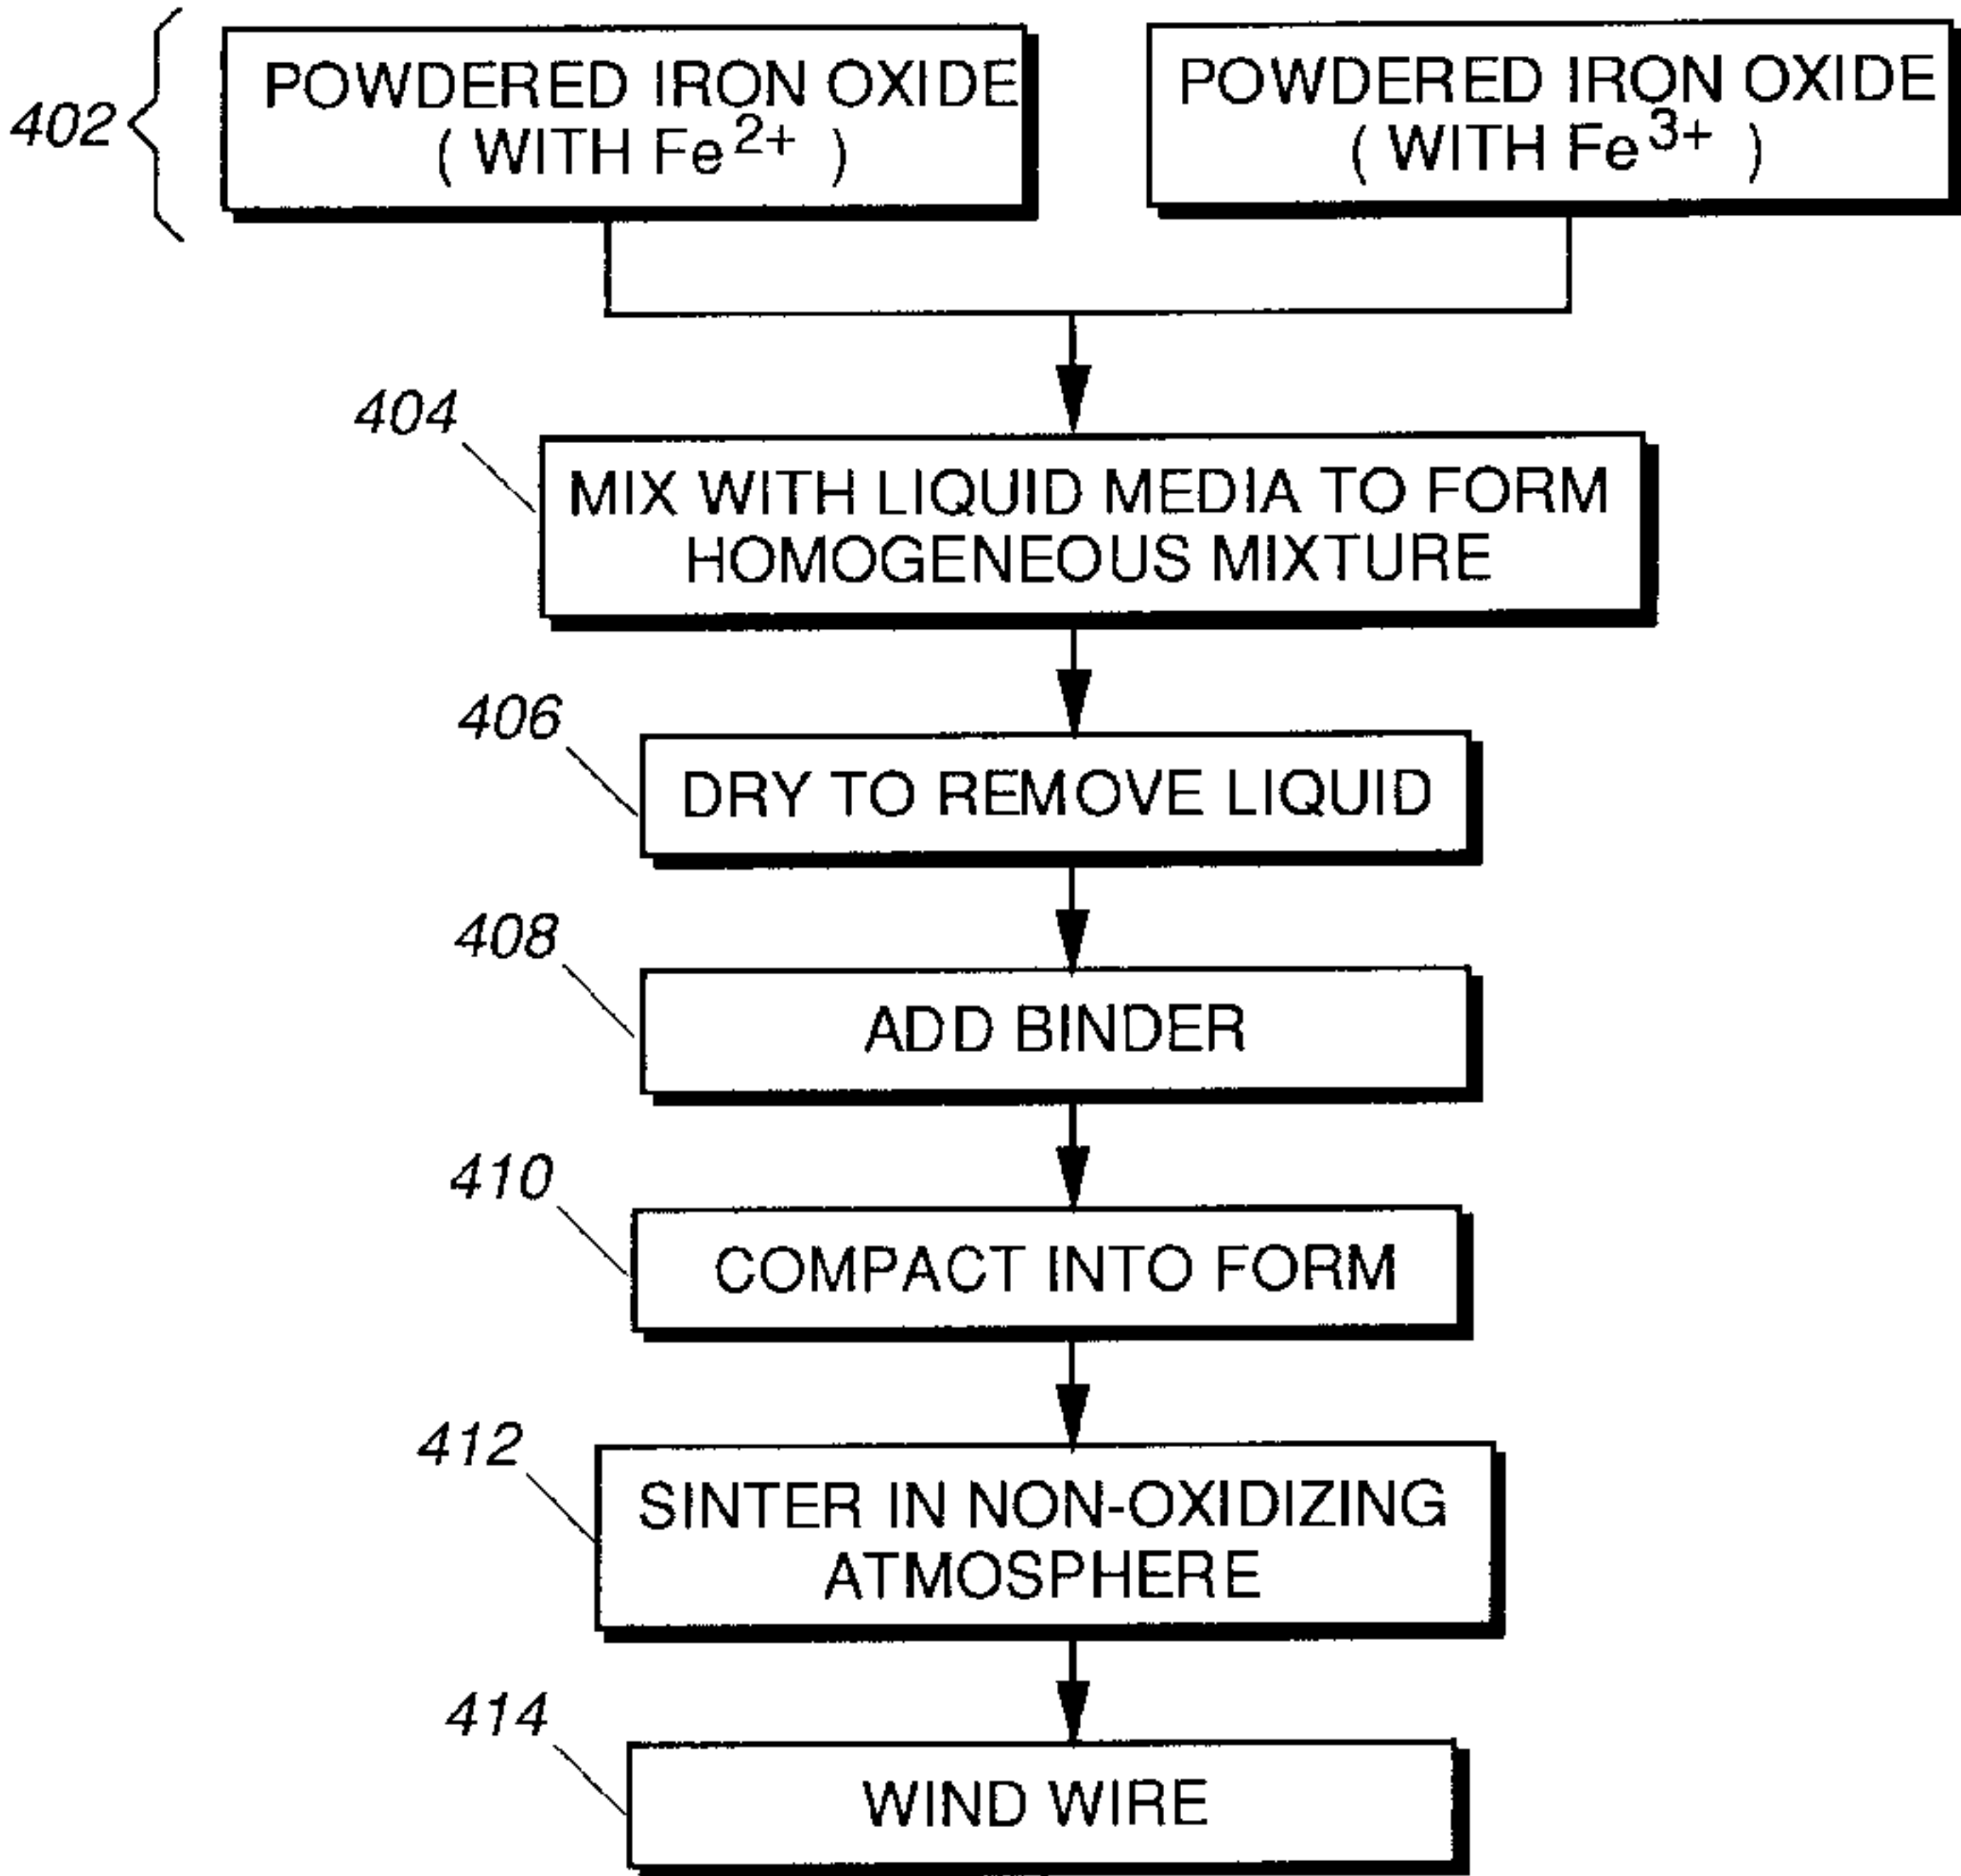 402
POWDERED IRON OXIDE
( WITH Fe2+ )
POWDERED IRON OXIDE
( WITH Fe3+ )
404
MIX WITH LIQUID MEDIA TO FORM
HOMOGENEOUS MIXTURE
406
DRY TO REMOVE LIQUID
408
ADD BINDER
410
COMPACT INTO FORM
412
SINTER IN NON-OXIDIZING
ATMOSPHERE
414
WIND WIRE